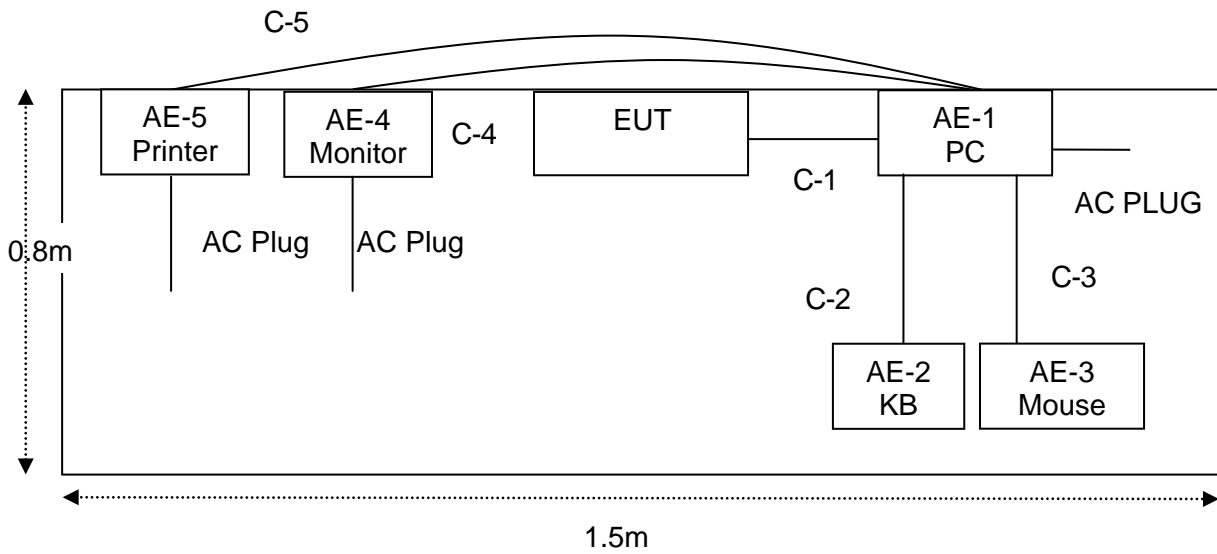 C-5
AE-5
Printer
AE-4
Monitor
C-4
EUT
C-1
AE-1
PC
AC PLUG
AC Plug
AC Plug
0.8m
C-2
C-3
AE-2
KB
AE-3
Mouse
1.5m